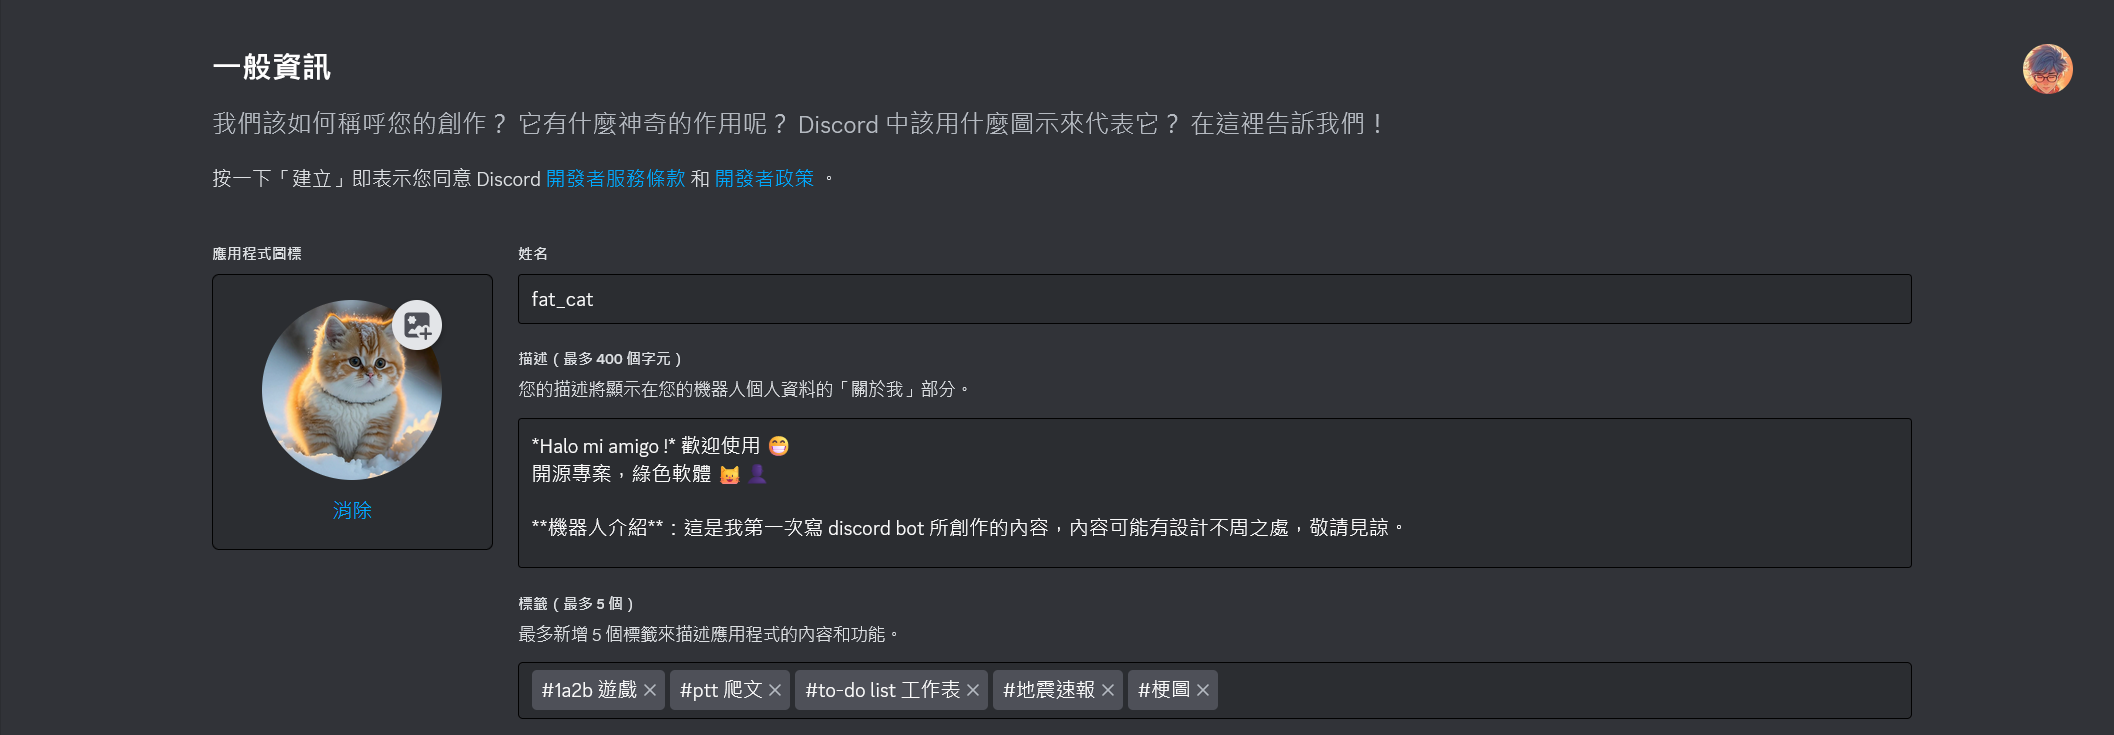 一般資訊
我們該如何稱呼您的創作？ 它有什麼神奇的作用呢？ Discord 中該用什麼圖示來代表它？ 在這裡告訴我們！
按一下「建立」即表示您同意 Discord 開發者服務條款 和 開發者政策 。
應用程式圖標
消除
姓名
fat_cat
描述（最多 400 個字元）
您的描述將顯示在您的機器人個人資料的「關於我」部分。
*Halo mi amigo !* 歡迎使用 😁
開源專案，綠色軟體 😺 👤
**機器人介紹**：這是我第一次寫 discord bot 所創作的內容，內容可能有設計不周之處，敬請見諒。
標籤（最多 5 個）
最多新增 5 個標籤來描述應用程式的內容和功能。
#1a2b 遊戲 #ptt 爬文 #to-do list 工作表 #地震速報 #梗圖